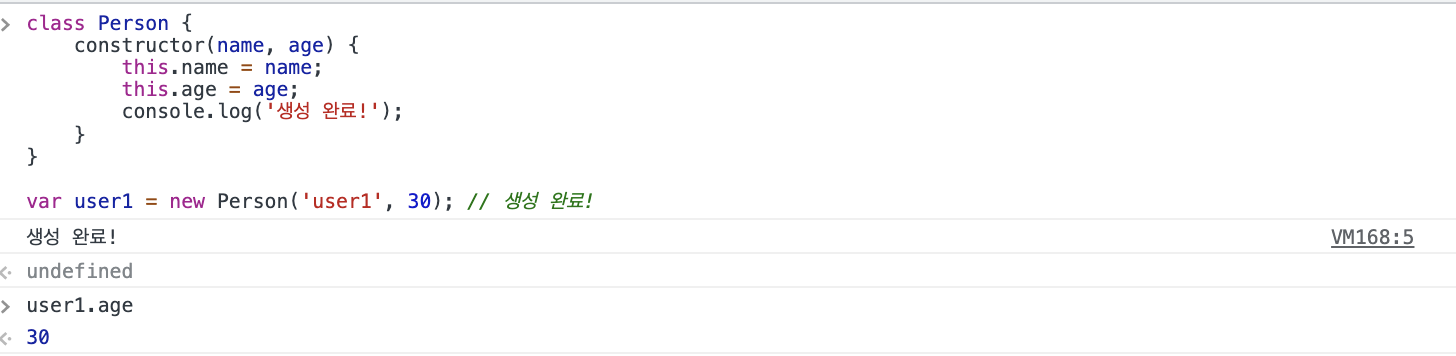 class Person {
    constructor(name, age) {
        this.name = name;
        this.age = age;
        console.log('생성 완료!');
    }
}
var user1 = new Person('user1', 30); // 생성 완료!
생성 완료! VM168:5
undefined
user1.age
30